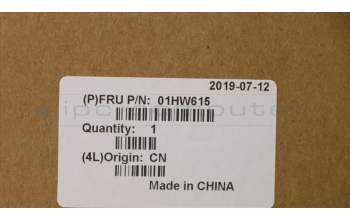 2019-07-12
(P)FRU P/N: 01HW615
Quantity: 1
(4L)Origin: CN
Made in CHINA